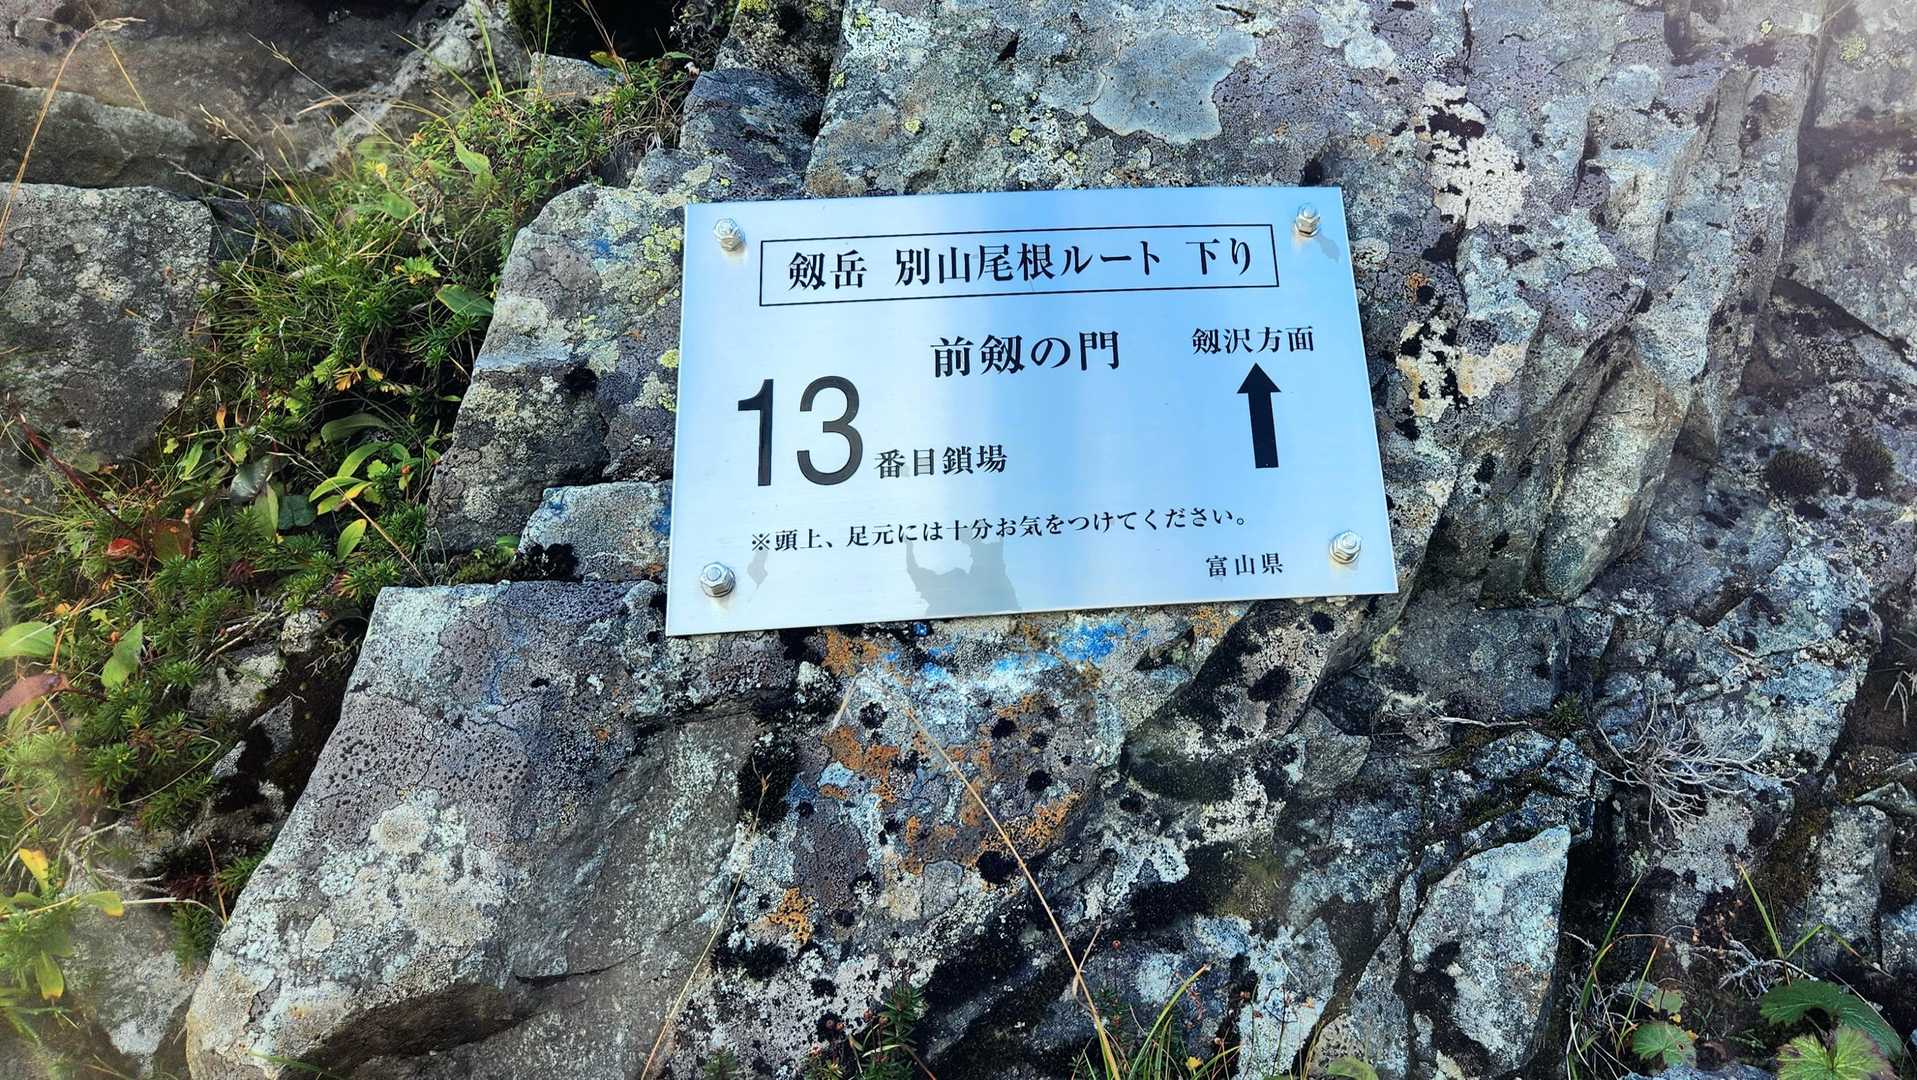 剱岳 別山尾根ルート 下り
前剱の門
剱沢方面
13番目鎖場
※頭上、足元には十分お気をつけてください。
富山県